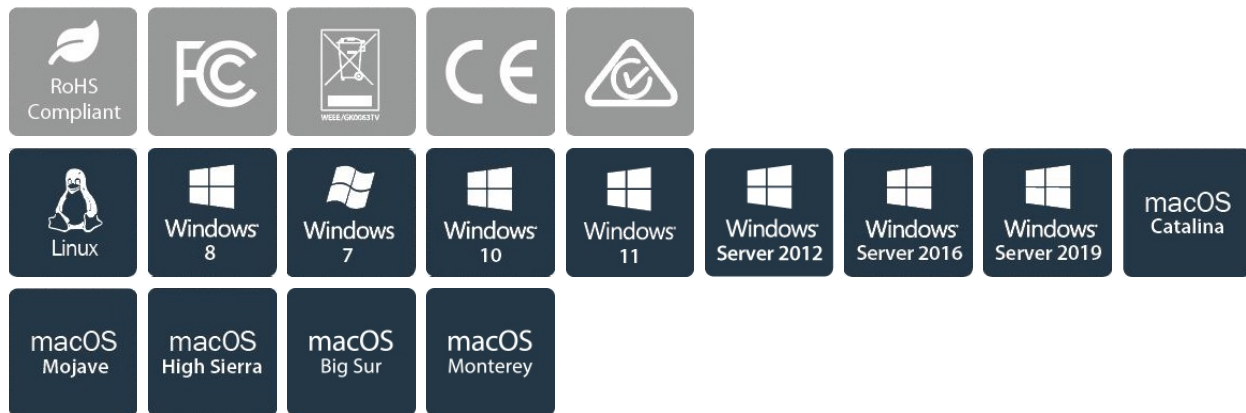 RoHS
Compliant
FC
WEEE/GK0063TV
CE
Linux
Windows
8
Windows
7
Windows
10
Windows
11
Windows
Server 2012
Windows
Server 2016
Windows
Server 2019
macOS
Catalina
macOS
Mojave
macOS
High Sierra
macOS
Big Sur
macOS
Monterey